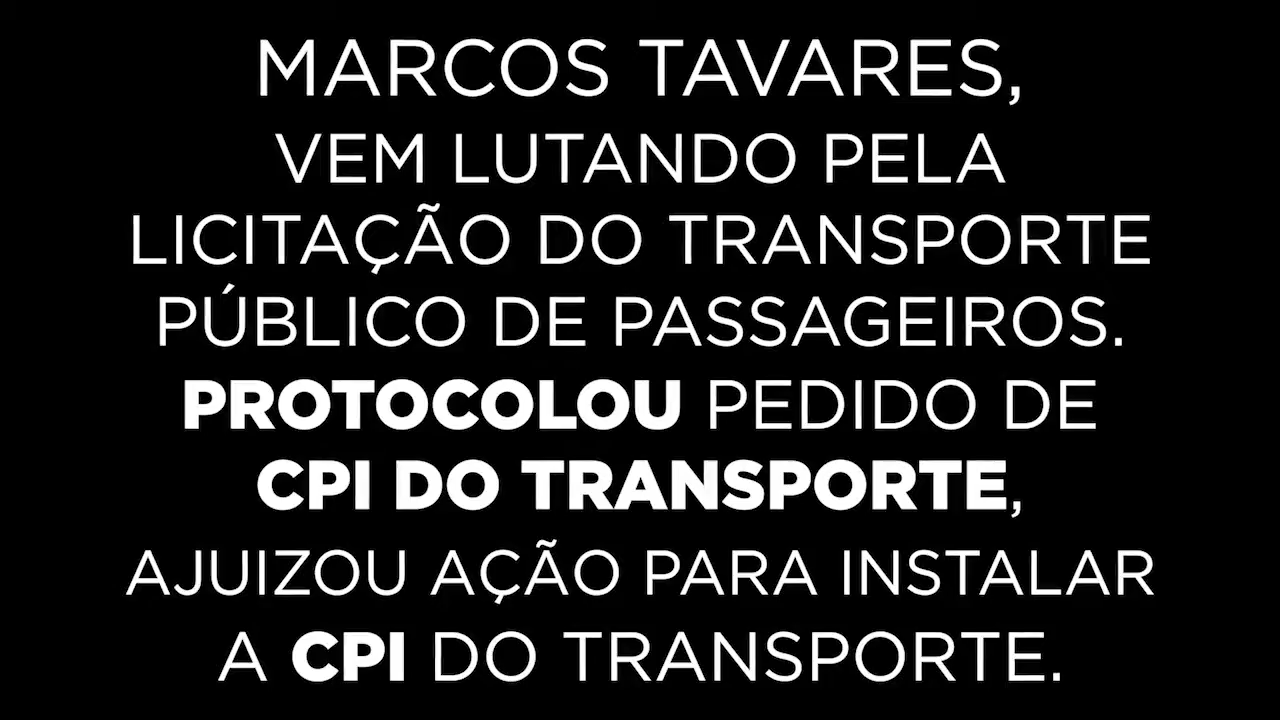 MARCOS TAVARES,
VEM LUTANDO PELA
LICITAÇÃO DO TRANSPORTE
PÚBLICO DE PASSAGEIROS.
PROTOCOLOU PEDIDO DE
CPI DO TRANSPORTE,
AJUIZOU AÇÃO PARA INSTALAR
A CPI DO TRANSPORTE.